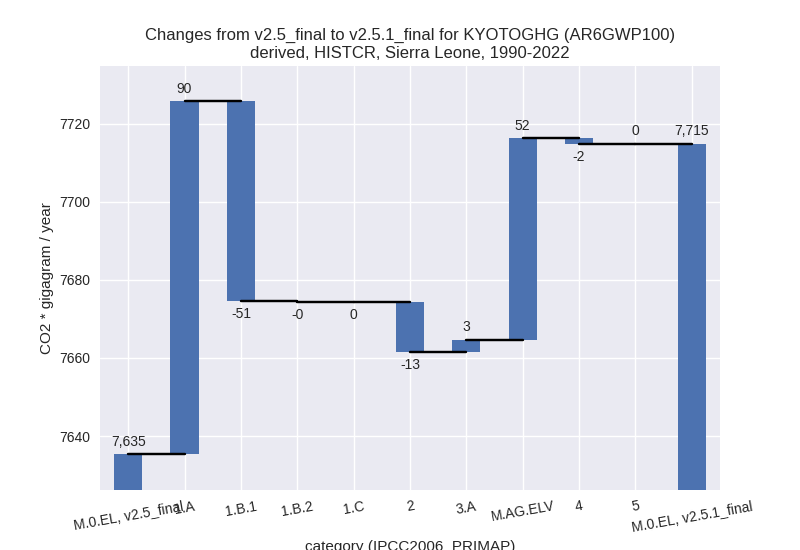 Changes from v2.5_final to v2.5.1_final for KYOTOGHG (AR6GWP100)
derived, HISTCR, Sierra Leone, 1990-2022
CO2 * gigagram / year
7720
7700
7680
7660
7640
7,635
90
-51
-0
0
-13
3
52
-2
0
7,715
M.0.EL, v2.5_final
1.A
1.B.1
1.B.2
1.C
2
3.A
M.AG.ELV
4
5
M.0.EL, v2.5.1_final
category (IPCC2006_PRIMAP)